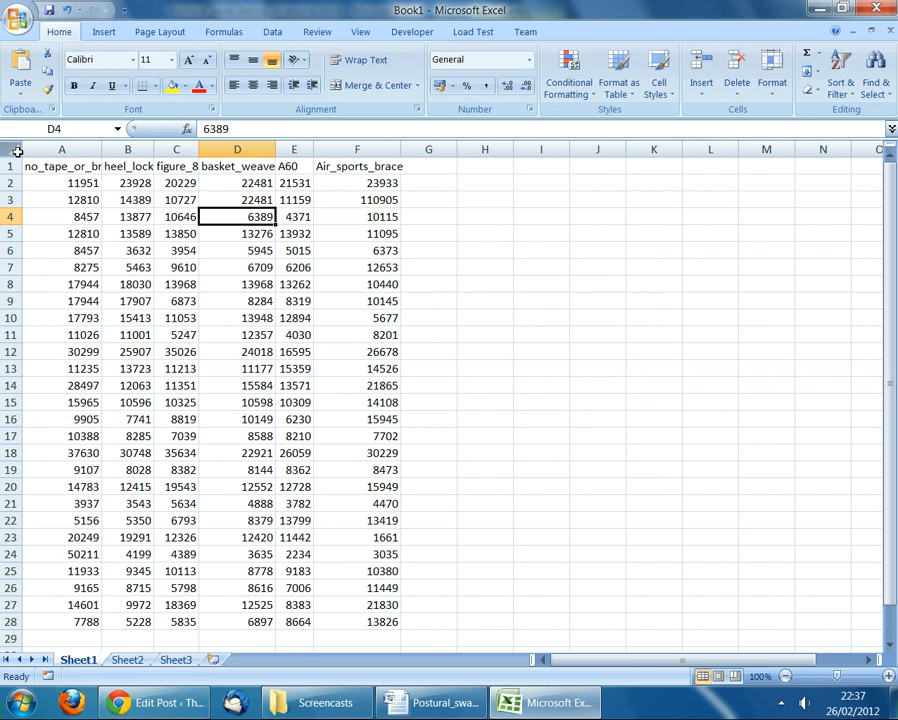 Book1 - Microsoft Excel
Home Insert Page Layout Formulas Data Review View Developer Load Test Team
Paste Calibri 11 A A Wrap Text General Conditional Formatting Format as Table Cell Styles Insert Delete Format Sort & Filter Find & Select
B I U Merge & Center % ,
Clipboa... Font Alignment Number Styles Cells Editing
D4 fx 6389
A B C D E F G H I J K L M N O
1 no_tape_or_br heel_lock figure_8 basket_weave A60 Air_sports_brace
2 11951 23928 20229 22481 21531 23933
3 12810 14389 10727 22481 11159 110905
4 8457 13877 10646 6389 4371 10115
5 12810 13589 13850 13276 13932 11095
6 8457 3632 3954 5945 5015 6373
7 8275 5463 9610 6709 6206 12653
8 17944 18030 13968 13968 13262 10440
9 17944 17907 6873 8284 8319 10145
10 17793 15413 11053 13948 12894 5677
11 11026 11001 5247 12357 4030 8201
12 30299 25907 35026 24018 16595 26678
13 11235 13723 11213 11177 15359 14526
14 28497 12063 11351 15584 13571 21865
15 15965 10596 10325 10598 10309 14108
16 9905 7741 8819 10149 6230 15945
17 10388 8285 7039 8588 8210 7702
18 37630 30748 35634 22921 26059 30229
19 9107 8028 8382 8144 8362 8473
20 14783 12415 19543 12552 12728 15949
21 3937 3543 5634 4888 3782 4470
22 5156 5350 6793 8379 13799 13419
23 20249 19291 12326 12420 11442 1661
24 50211 4199 4389 3635 2234 3035
25 11933 9345 10113 8778 9183 10380
26 9165 8715 5798 8616 7006 11449
27 14601 9972 18369 12525 8383 21830
28 7788 5228 5835 6897 8664 13826
29
Sheet1 Sheet2 Sheet3
Ready 100%
Edit Post ‹ Th... Screencasts Postural_swa... Microsoft Ex... 22:37
26/02/2012